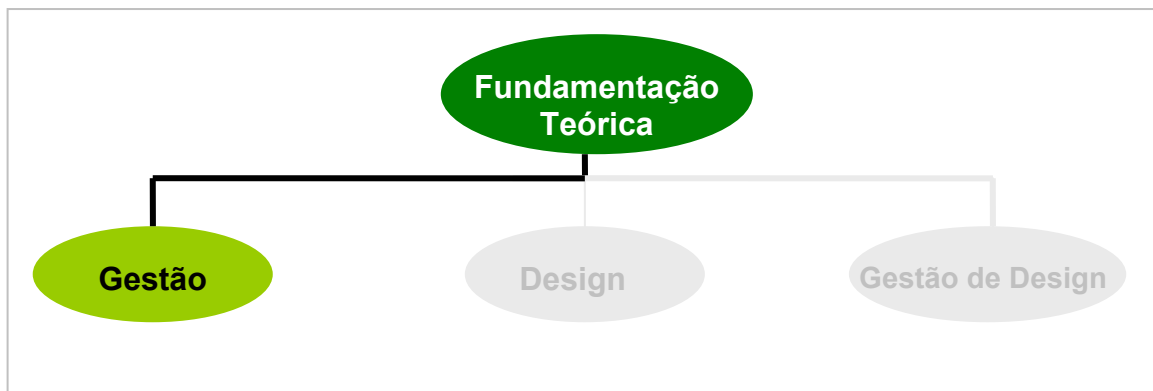 Fundamentação
Teórica
Gestão
Design
Gestão de Design